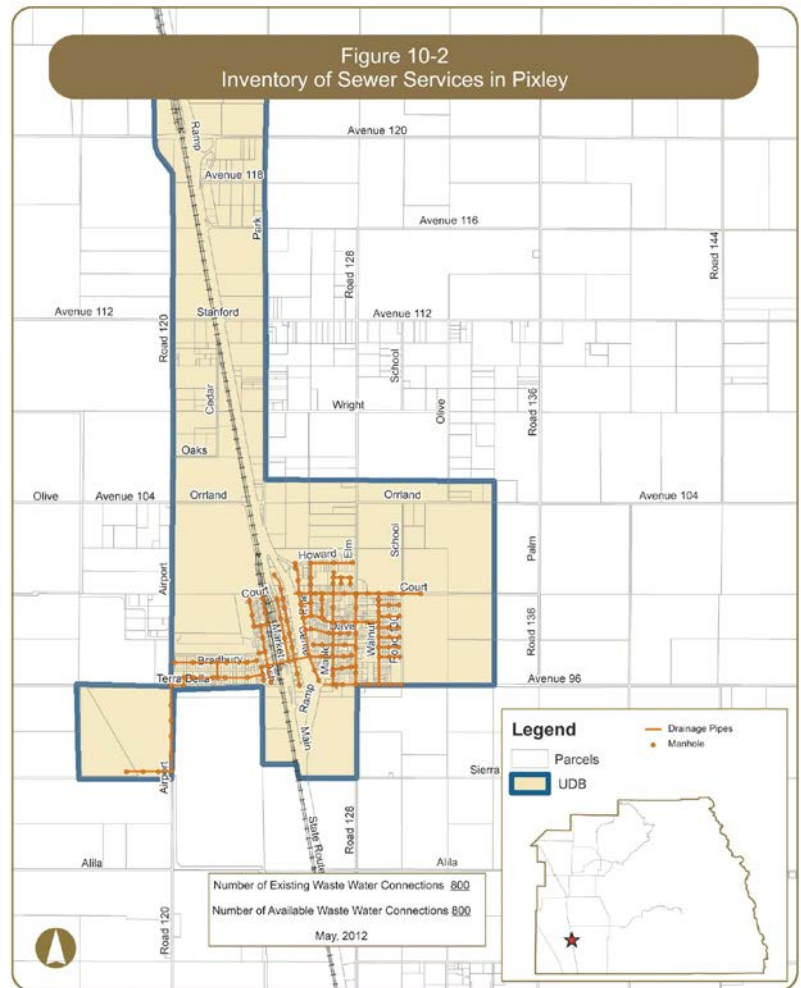 Figure 10-2
Inventory of Sewer Services in Pixley
Ramp
Avenue 120
Avenue 118
Park
Avenue 116
Road 128
Road 144
Avenue 112
Stanford
Avenue 112
Road 120
School
Cedar
Wright
Olive
Road 136
Oaks
Olive
Avenue 104
Orrland
Orrland
Avenue 104
Howard
Elm
School
Palm
Airport
Court
Court
Center
Market
Davis
Maple
Walnut
Road 138
Bradbury
Terra Bella
Avenue 96
Ramp
Main
Airport
Sierra
State Route
Road 128
Alila
Alila
Road 120
Legend
Parcels
UDB
Drainage Pipes
Manhole
Number of Existing Waste Water Connections 800
Number of Available Waste Water Connections 800
May, 2012